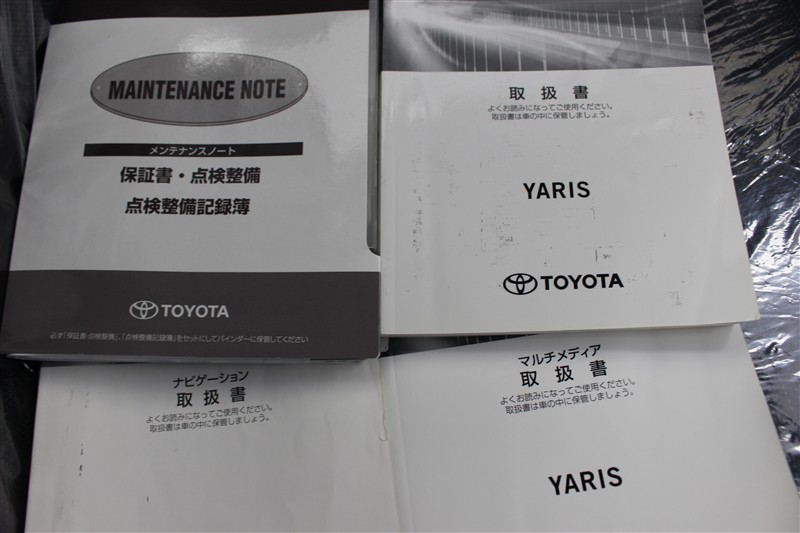 MAINTENANCE NOTE
メンテナンスノート
保証書・点検整備
点検整備記録簿
TOYOTA
必ず「保証書・点検整備」、「点検整備記録簿」をセットにしてバインダーに保管してください
取扱書
よくお読みになってご使用ください。
取扱書は車の中に保管しましょう。
YARIS
TOYOTA
ナビゲーション
取扱書
よくお読みになってご使用ください。
取扱書は車の中に保管しましょう。
マルチメディア
取扱書
よくお読みになってご使用ください。
取扱書は車の中に保管しましょう。
YARIS